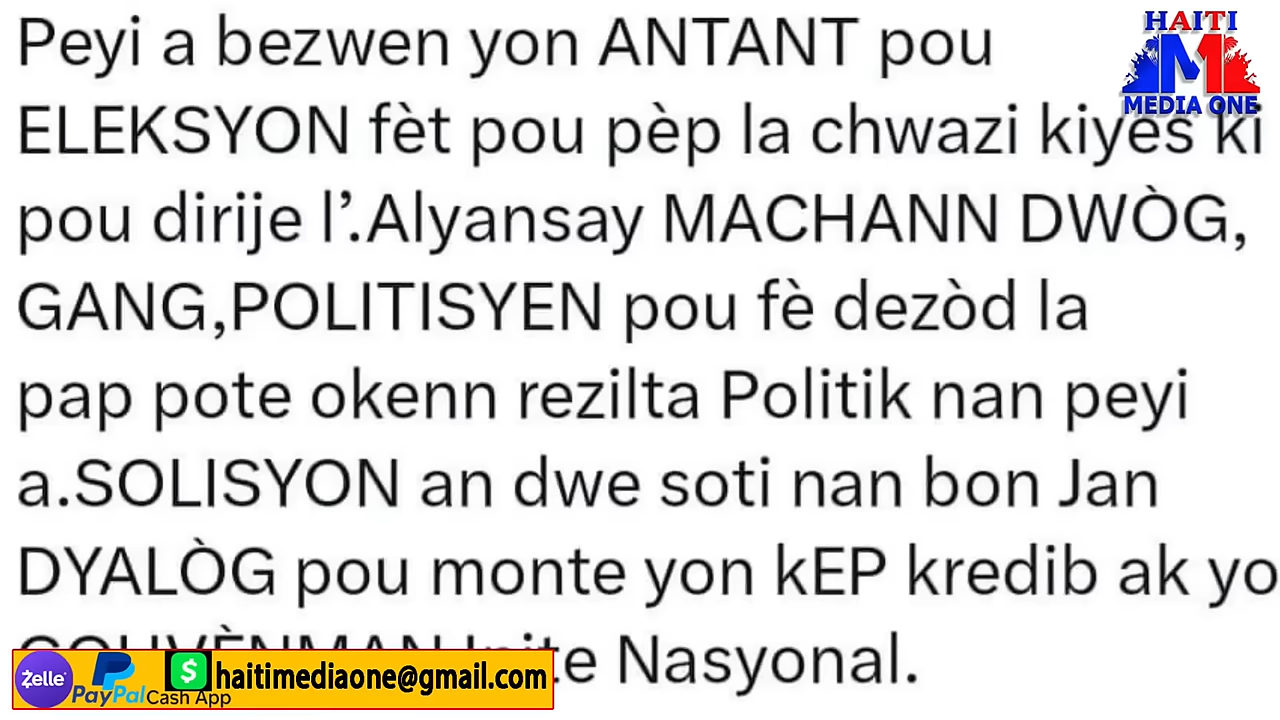 HAITI
M
MEDIA ONE
Peyi a bezwen yon ANTANT pou
ELEKSYON fèt pou pèp la chwazi kiyès ki
pou dirije l’.Alyansay MACHANN DWÒG,
GANG,POLITISYEN pou fè dezòd la
pap pote okenn rezilta Politik nan peyi
a.SOLISYON an dwe soti nan bon Jan
DYALÒG pou monte yon kEP kredib ak yo
Nasyonal.
Zelle
PayPal
$
Cash App
haitimediaone@gmail.com